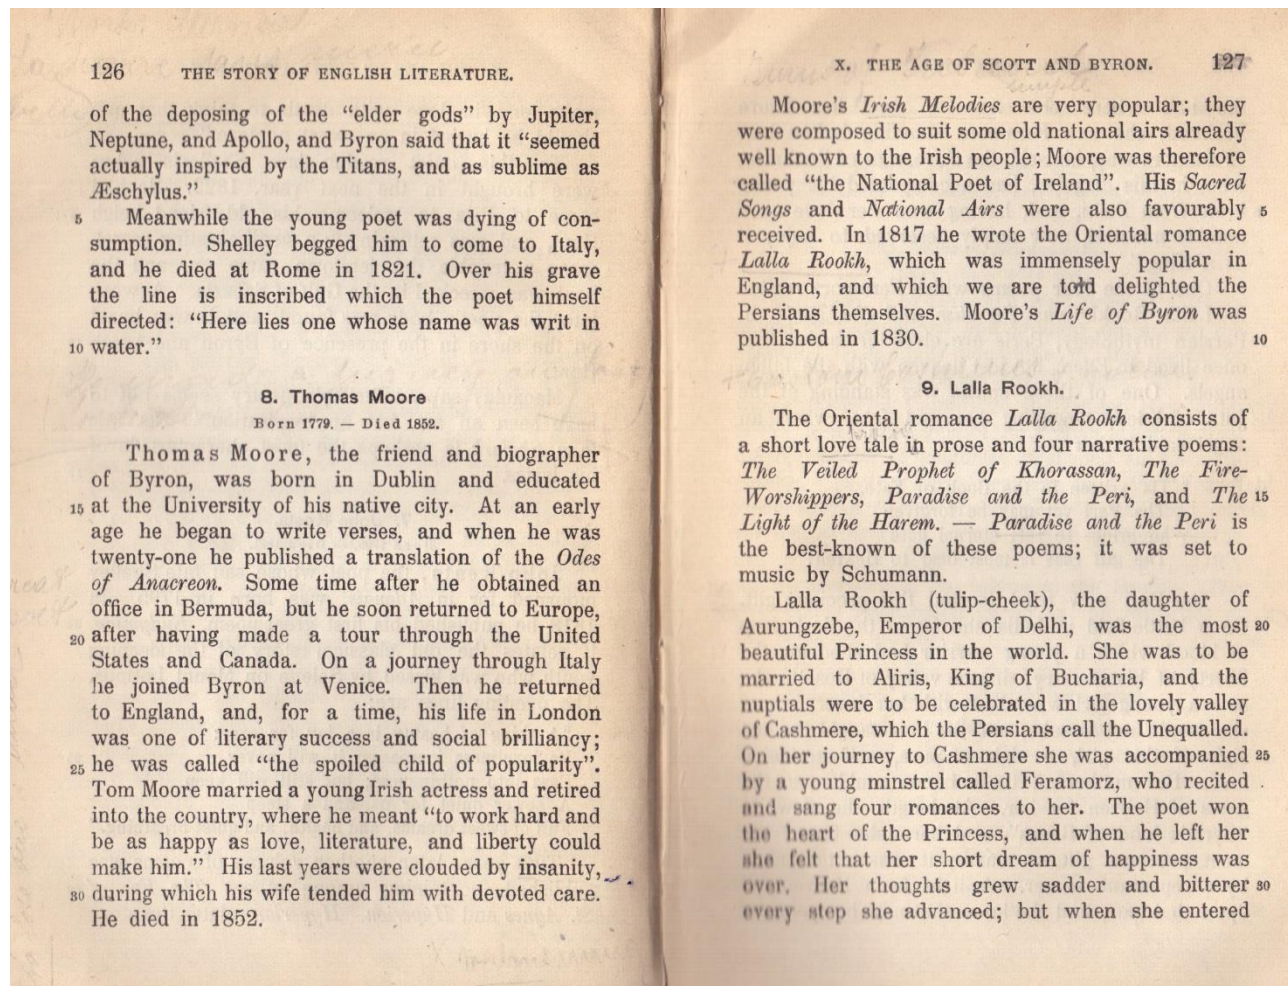 126 THE STORY OF ENGLISH LITERATURE.
of the deposing of the “elder gods” by Jupiter,
Neptune, and Apollo, and Byron said that it “seemed
actually inspired by the Titans, and as sublime as
Æschylus.”
5 Meanwhile the young poet was dying of con-
sumption. Shelley begged him to come to Italy,
and he died at Rome in 1821. Over his grave
the line is inscribed which the poet himself
directed: “Here lies one whose name was writ in
10 water.”
8. Thomas Moore
Born 1779. — Died 1852.
Thomas Moore, the friend and biographer
of Byron, was born in Dublin and educated
15 at the University of his native city. At an early
age he began to write verses, and when he was
twenty-one he published a translation of the Odes
of Anacreon. Some time after he obtained an
office in Bermuda, but he soon returned to Europe,
20 after having made a tour through the United
States and Canada. On a journey through Italy
he joined Byron at Venice. Then he returned
to England, and, for a time, his life in London
was one of literary success and social brilliancy;
25 he was called “the spoiled child of popularity”.
Tom Moore married a young Irish actress and retired
into the country, where he meant “to work hard and
be as happy as love, literature, and liberty could
make him.” His last years were clouded by insanity,
30 during which his wife tended him with devoted care.
He died in 1852.
X. THE AGE OF SCOTT AND BYRON. 127
Moore's Irish Melodies are very popular; they
were composed to suit some old national airs already
well known to the Irish people; Moore was therefore
called “the National Poet of Ireland”. His Sacred
Songs and National Airs were also favourably 5
received. In 1817 he wrote the Oriental romance
Lalla Rookh, which was immensely popular in
England, and which we are told delighted the
Persians themselves. Moore's Life of Byron was
published in 1830. 10
9. Lalla Rookh.
The Oriental romance Lalla Rookh consists of
a short love tale in prose and four narrative poems:
The Veiled Prophet of Khorassan, The Fire-
Worshippers, Paradise and the Peri, and The 15
Light of the Harem. — Paradise and the Peri is
the best-known of these poems; it was set to
music by Schumann.
Lalla Rookh (tulip-cheek), the daughter of
Aurungzebe, Emperor of Delhi, was the most 20
beautiful Princess in the world. She was to be
married to Aliris, King of Bucharia, and the
nuptials were to be celebrated in the lovely valley
of Cashmere, which the Persians call the Unequalled.
On her journey to Cashmere she was accompanied 25
by a young minstrel called Feramorz, who recited
and sang four romances to her. The poet won
the heart of the Princess, and when he left her
she felt that her short dream of happiness was
over. Her thoughts grew sadder and bitterer 30
every step she advanced; but when she entered